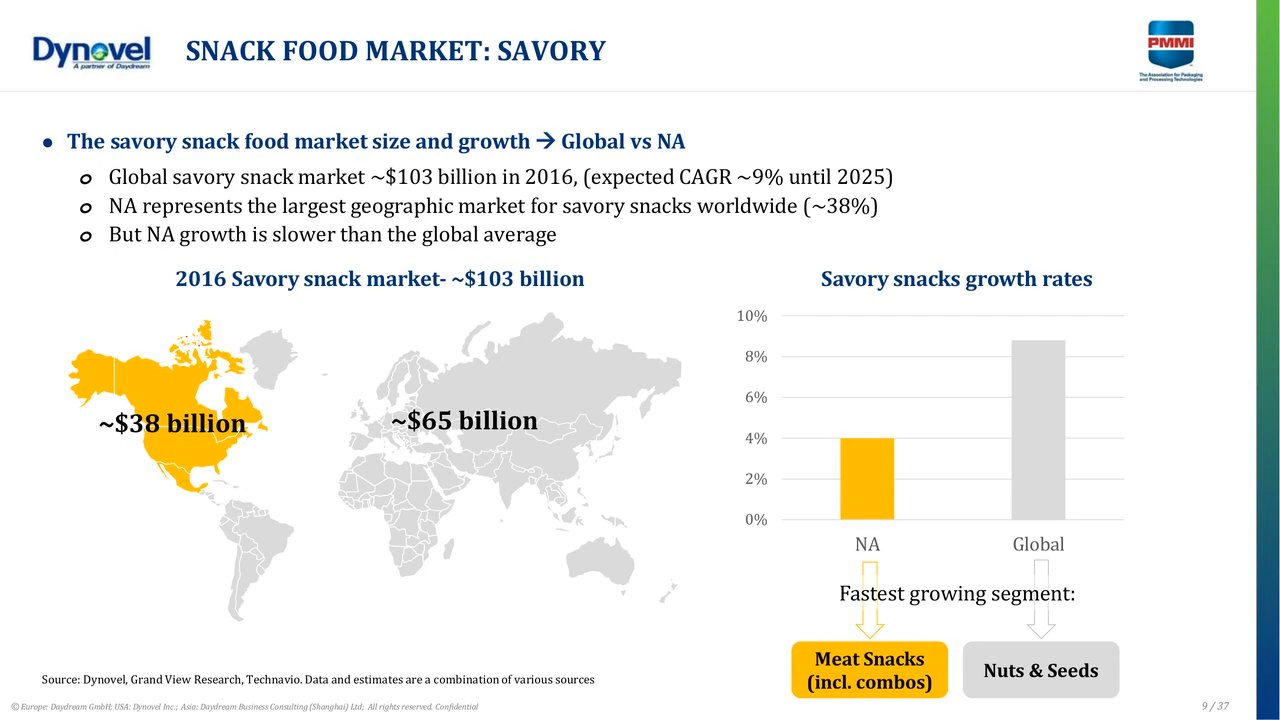 Dynovel
A partner of Daydream
SNACK FOOD MARKET: SAVORY
PMMI
The Association for Packaging
and Processing Technologies
● The savory snack food market size and growth → Global vs NA
o Global savory snack market ~$103 billion in 2016, (expected CAGR ~9% until 2025)
o NA represents the largest geographic market for savory snacks worldwide (~38%)
o But NA growth is slower than the global average
2016 Savory snack market- ~$103 billion
~$38 billion
~$65 billion
Savory snacks growth rates
10%
8%
6%
4%
2%
0%
NA
Global
Fastest growing segment:
Meat Snacks
(incl. combos)
Nuts & Seeds
Source: Dynovel, Grand View Research, Technavio. Data and estimates are a combination of various sources
© Europe: Daydream GmbH; USA: Dynovel Inc.; Asia: Daydream Business Consulting (Shanghai) Ltd; All rights reserved. Confidential
9 / 37